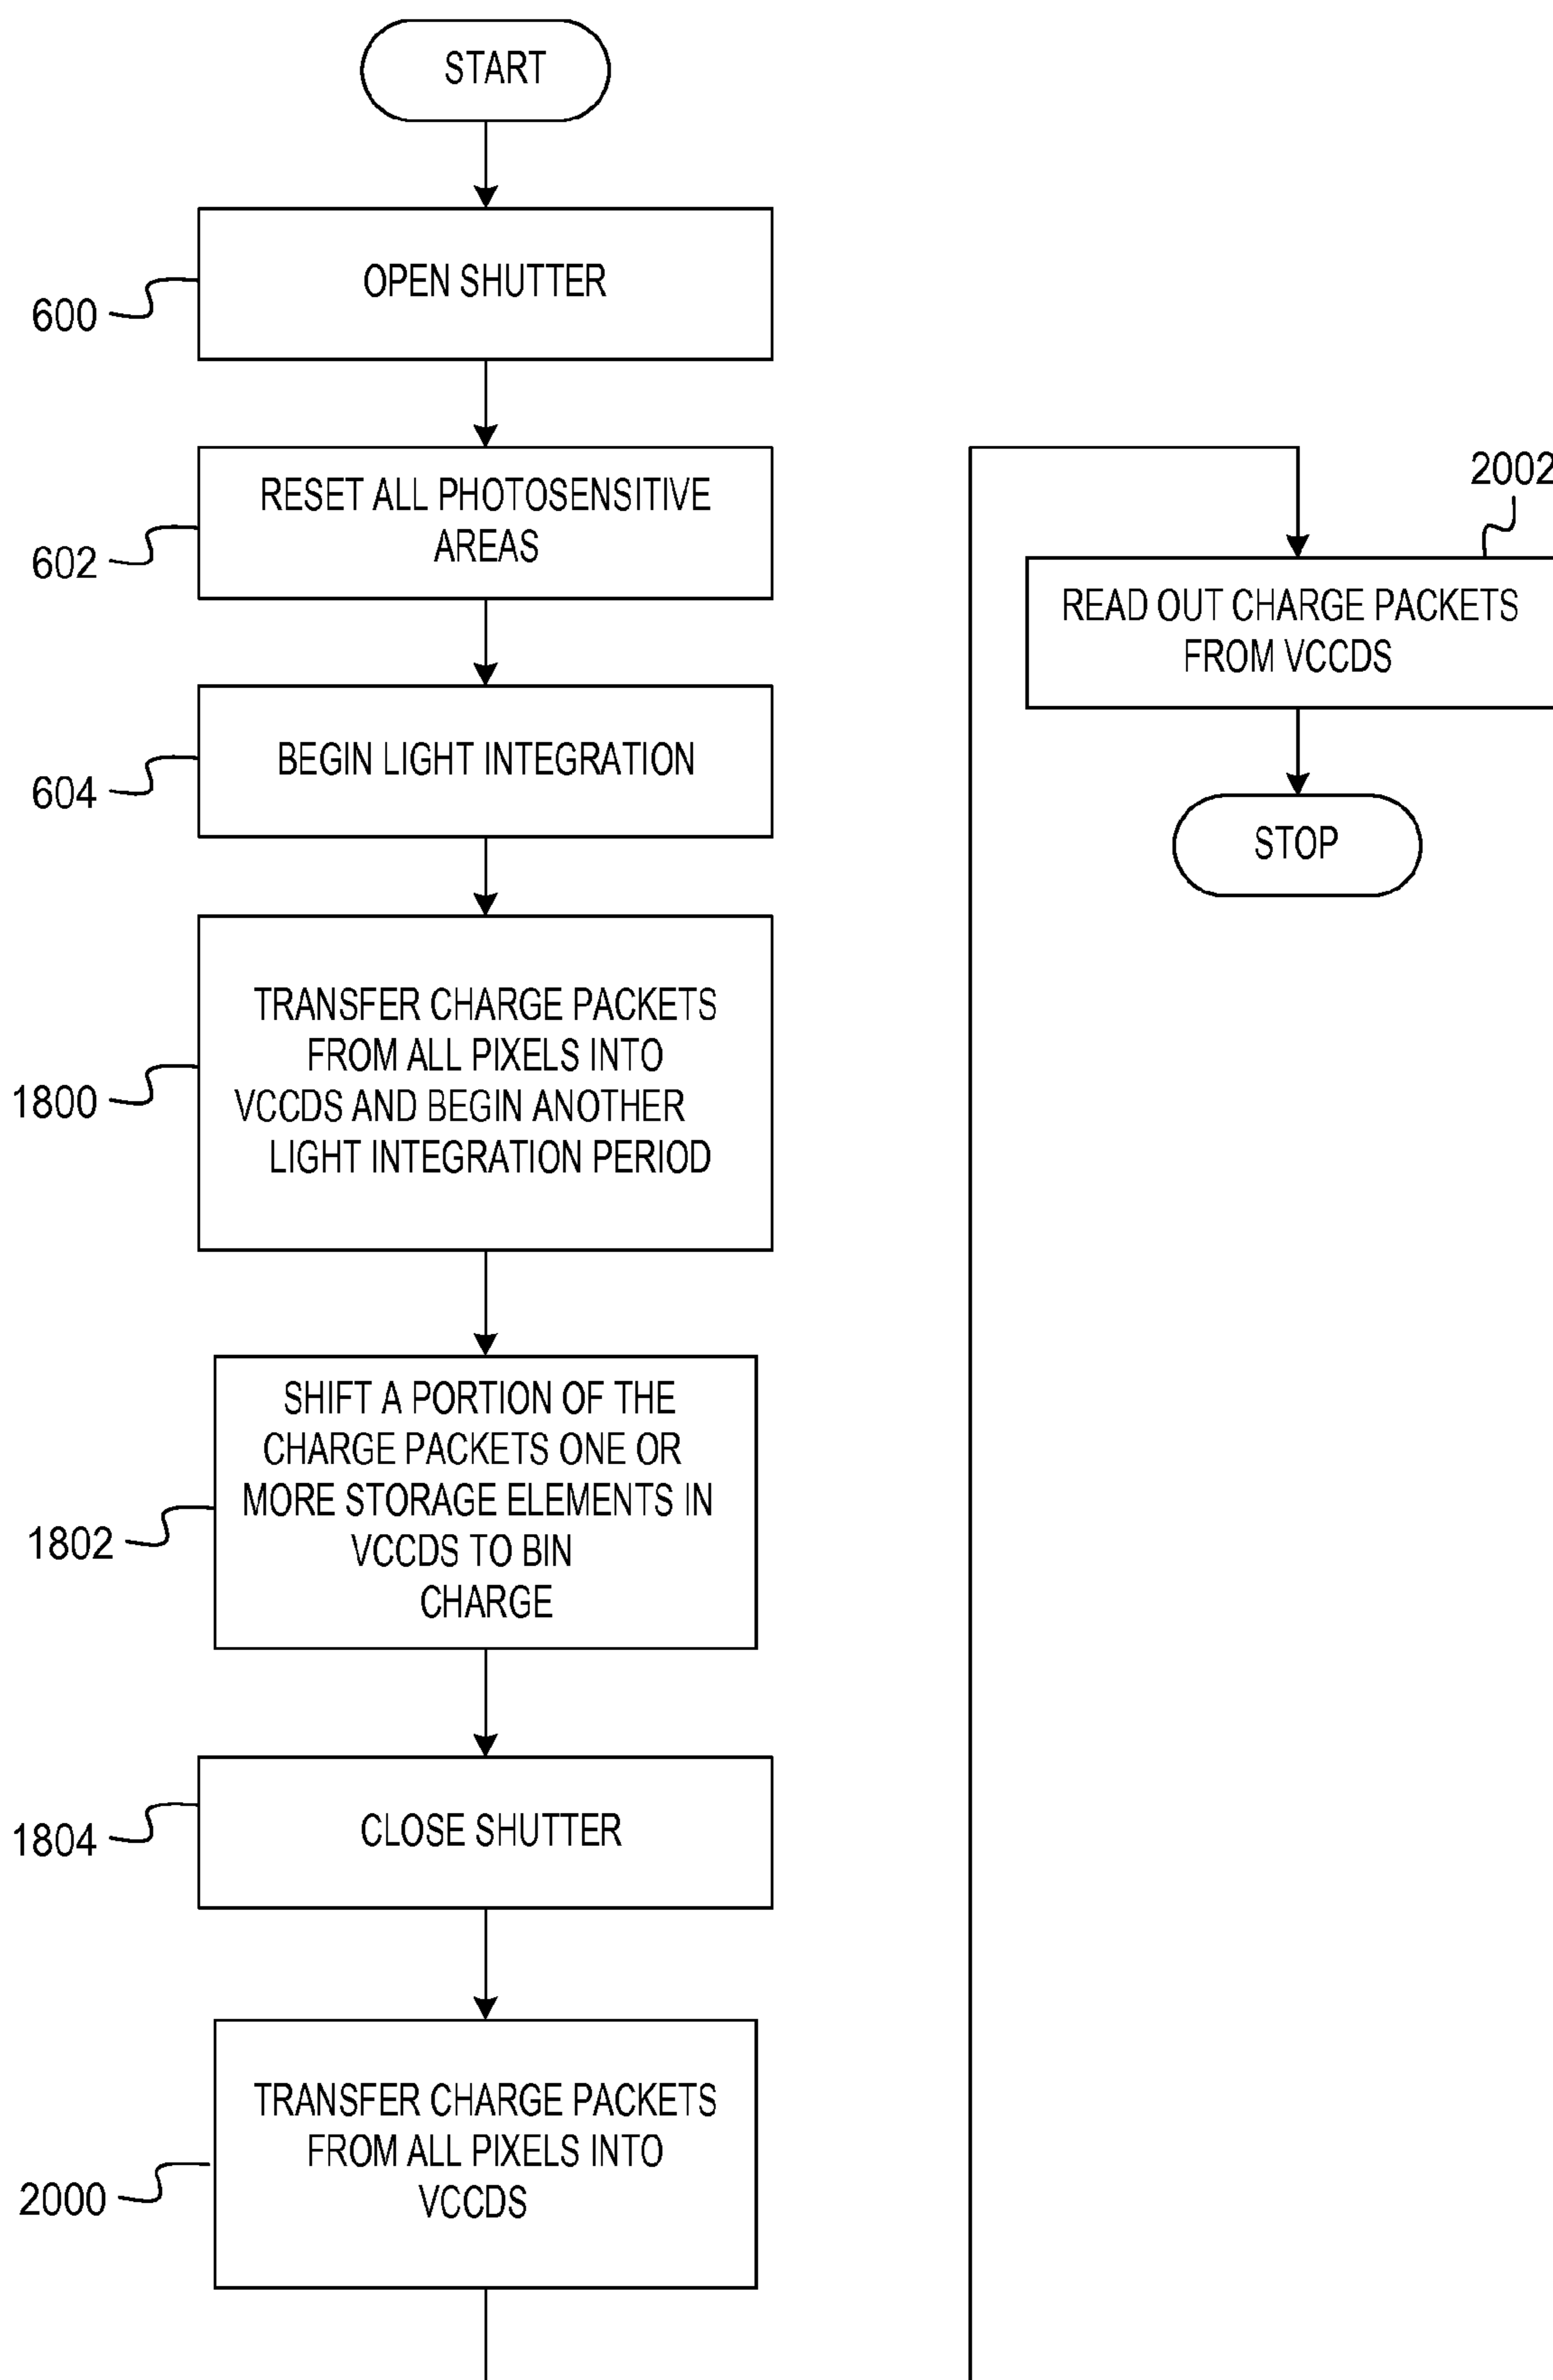 START
OPEN SHUTTER
600
RESET ALL PHOTOSENSITIVE
AREAS
602
BEGIN LIGHT INTEGRATION
604
TRANSFER CHARGE PACKETS
FROM ALL PIXELS INTO
VCCDS AND BEGIN ANOTHER
LIGHT INTEGRATION PERIOD
1800
SHIFT A PORTION OF THE
CHARGE PACKETS ONE OR
MORE STORAGE ELEMENTS IN
VCCDS TO BIN
CHARGE
1802
CLOSE SHUTTER
1804
TRANSFER CHARGE PACKETS
FROM ALL PIXELS INTO
VCCDS
2000
2002
READ OUT CHARGE PACKETS
FROM VCCDS
STOP